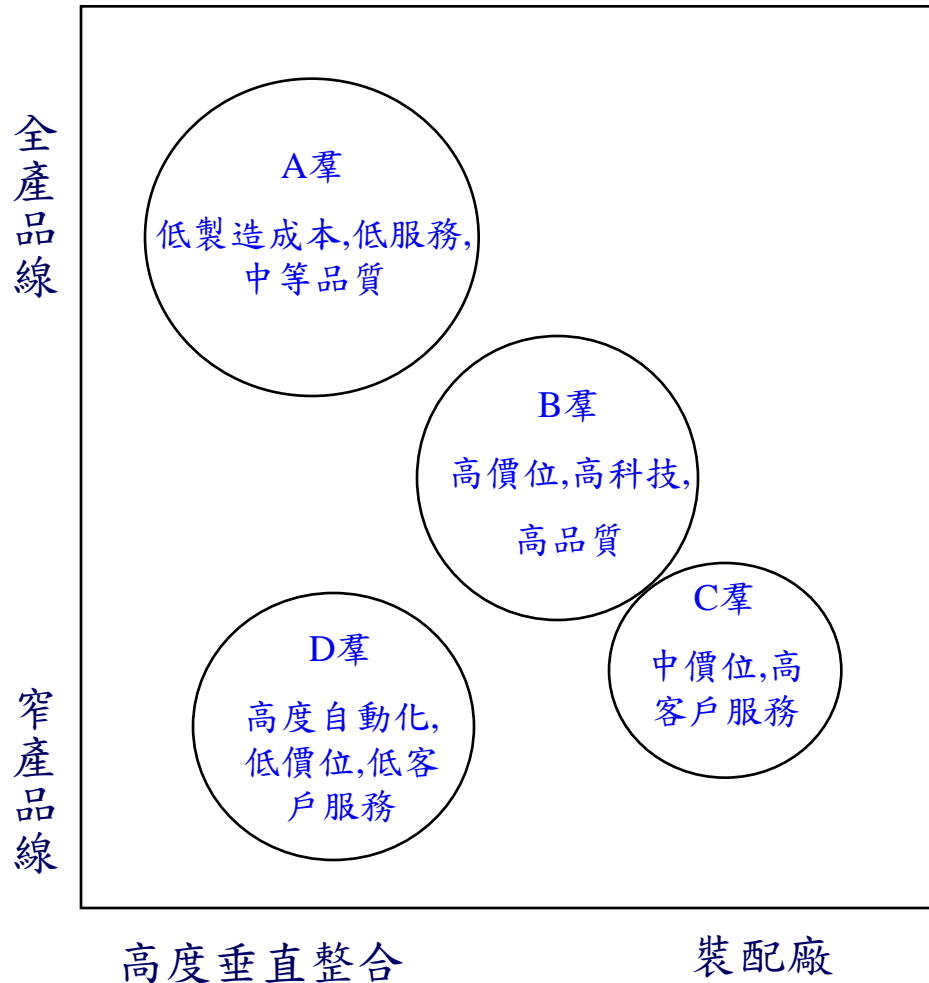 全產品線
A羣
低製造成本,低服務,
中等品質
B羣
高價位,高科技,
高品質
C羣
中價位,高
客戶服務
D羣
高度自動化,
低價位,低客
戶服務
窄產品線
高度垂直整合
裝配廠